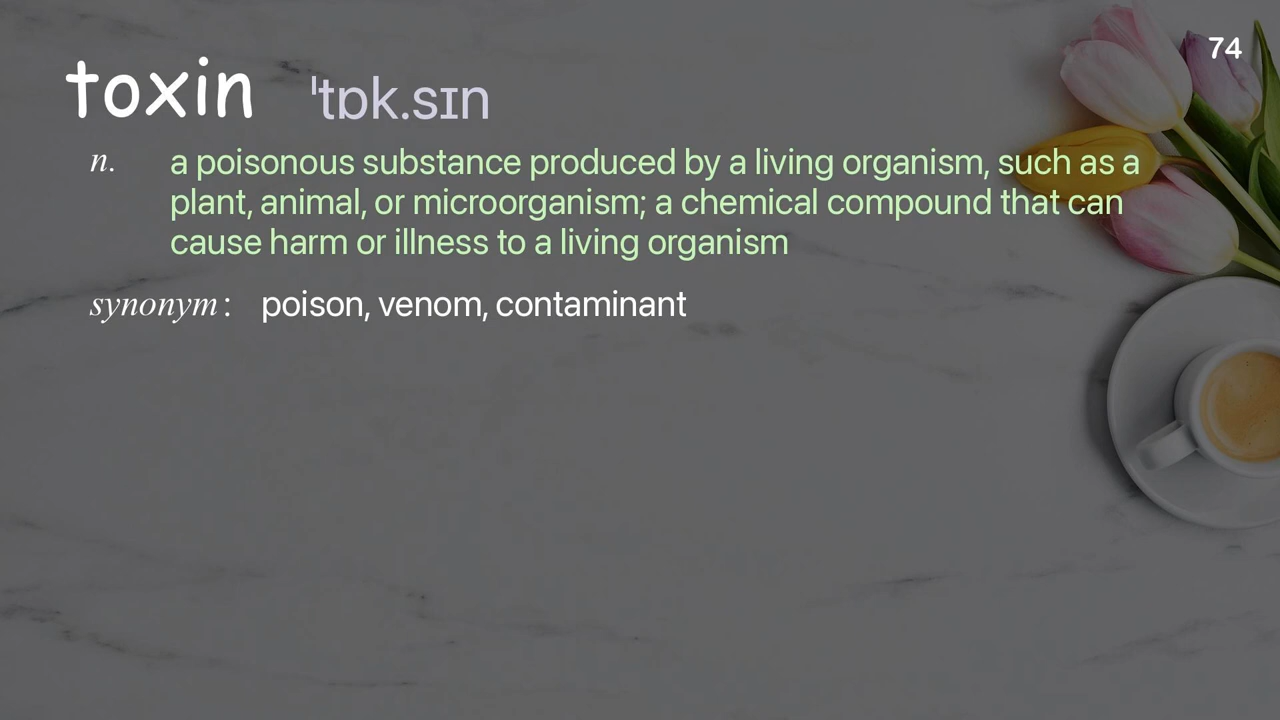 74
toxin ˈtɒk.sɪn
n. a poisonous substance produced by a living organism, such as a
plant, animal, or microorganism; a chemical compound that can
cause harm or illness to a living organism
synonym: poison, venom, contaminant